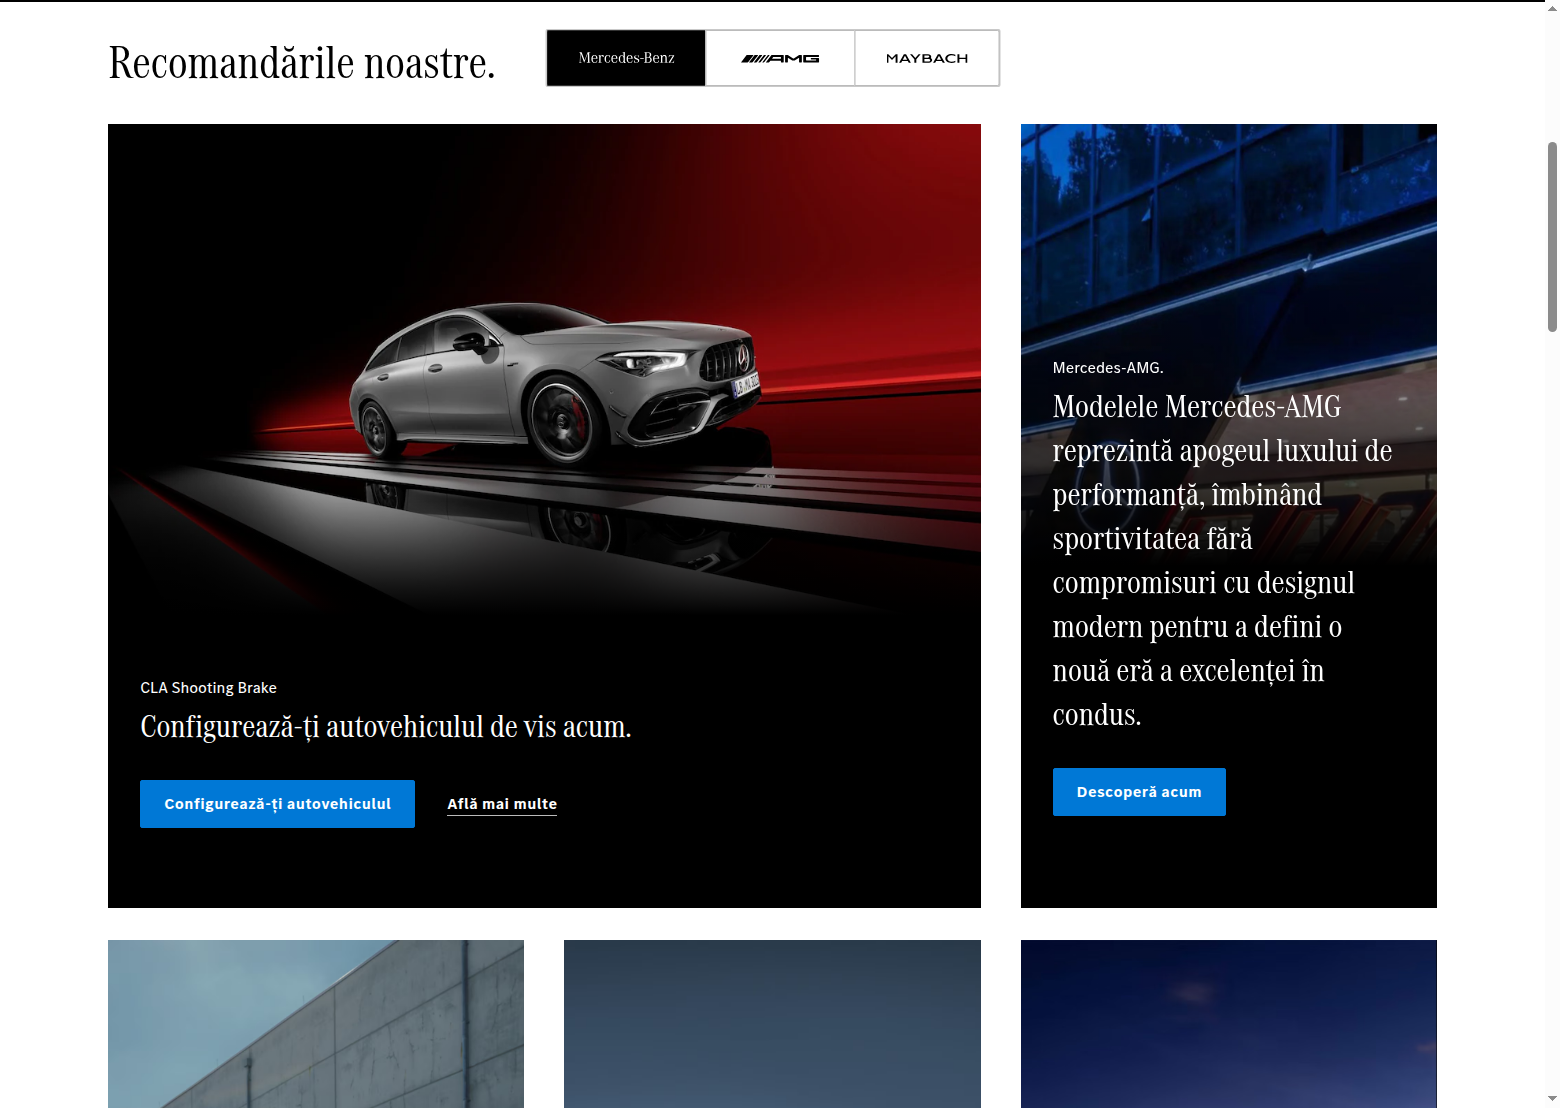 Recomandările noastre.
Mercedes-Benz
AMG
MAYBACH
Mercedes-AMG.
Modelele Mercedes-AMG
reprezintă apogeul luxului de
performanță, îmbinând
sportivitatea fără
compromisuri cu designul
modern pentru a defini o
nouă eră a excelenței în
condus.
Descoperă acum
CLA Shooting Brake
Configurează-ți autovehiculul de vis acum.
Configurează-ți autovehiculul
Află mai multe